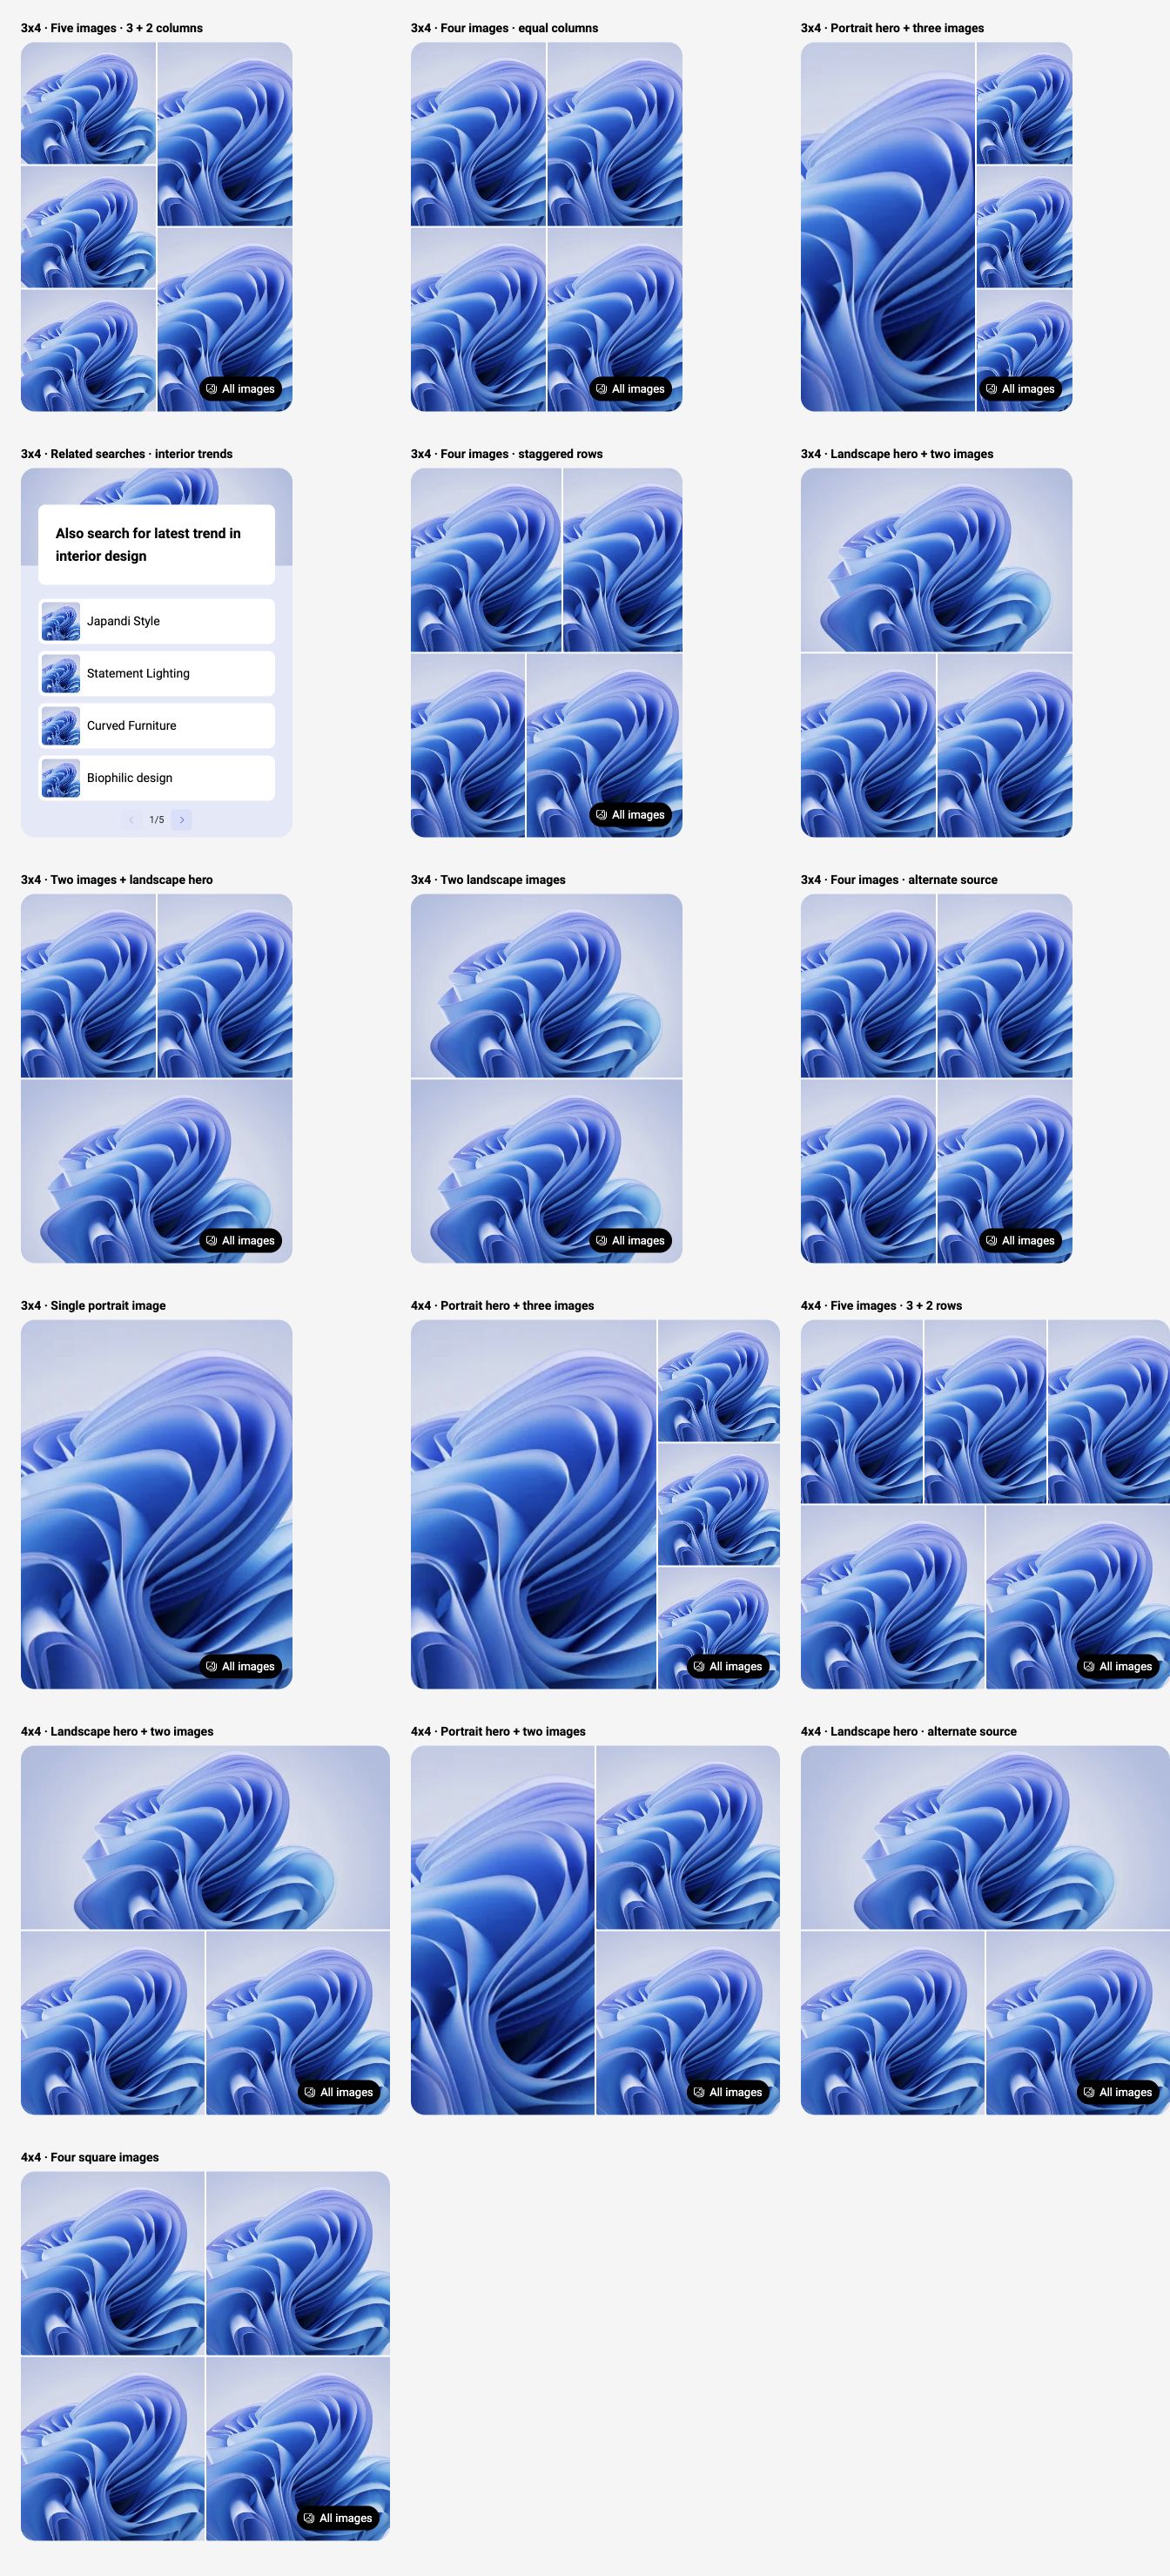 3x4 · Five images · 3 + 2 columns
All images
3x4 · Four images · equal columns
All images
3x4 · Portrait hero + three images
All images
3x4 · Related searches · interior trends
Also search for latest trend in
interior design
Japandi Style
Statement Lighting
Curved Furniture
Biophilic design
1/5
3x4 · Four images · staggered rows
All images
3x4 · Landscape hero + two images
3x4 · Two images + landscape hero
All images
3x4 · Two landscape images
All images
3x4 · Four images · alternate source
All images
3x4 · Single portrait image
All images
4x4 · Portrait hero + three images
All images
4x4 · Five images · 3 + 2 rows
All images
4x4 · Landscape hero + two images
All images
4x4 · Portrait hero + two images
All images
4x4 · Landscape hero · alternate source
All images
4x4 · Four square images
All images